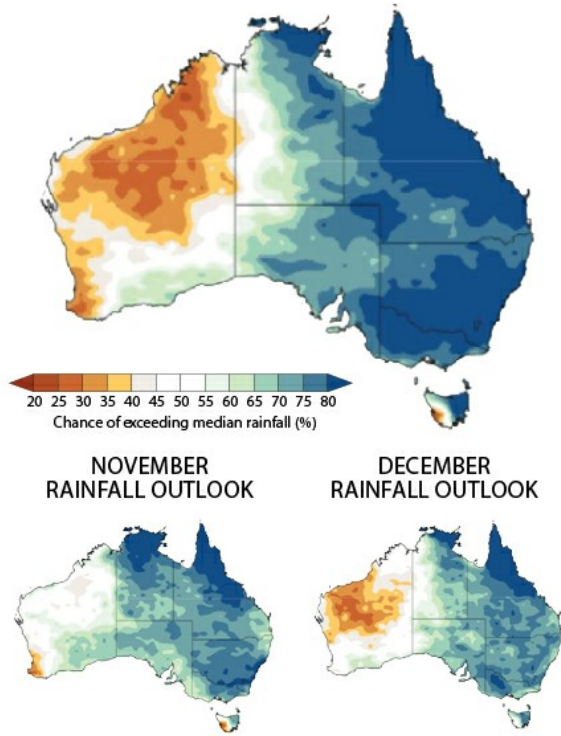 20 25 30 35 40 45 50 55 60 65 70 75 80
Chance of exceeding median rainfall (%)
NOVEMBER
RAINFALL OUTLOOK
DECEMBER
RAINFALL OUTLOOK